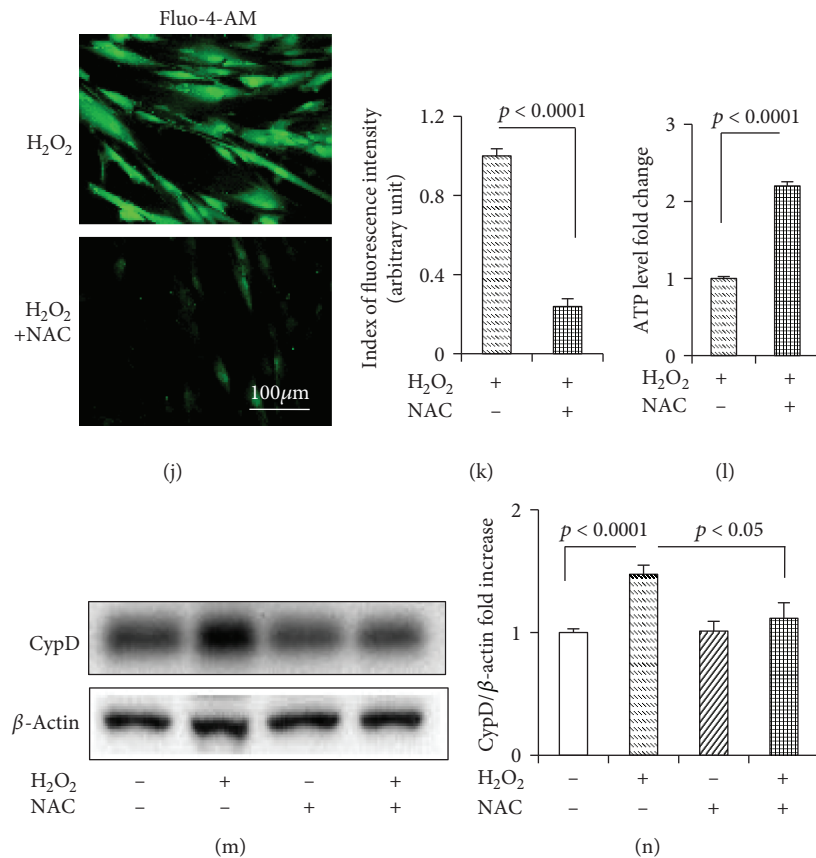 Fluo-4-AM
H₂O₂
H₂O₂
+NAC
100μm
(j)
Index of fluorescence intensity
(arbitrary unit)
1.2
0.8
0.4
0
p < 0.0001
H₂O₂ + +
NAC – +
(k)
ATP level fold change
3
2
1
0
p < 0.0001
H₂O₂ + +
NAC – +
(l)
CypD
β-Actin
H₂O₂ – + – +
NAC – – + +
(m)
CypD/β-actin fold increase
2
1
0
p < 0.0001
p < 0.05
H₂O₂ – + – +
NAC – – + +
(n)